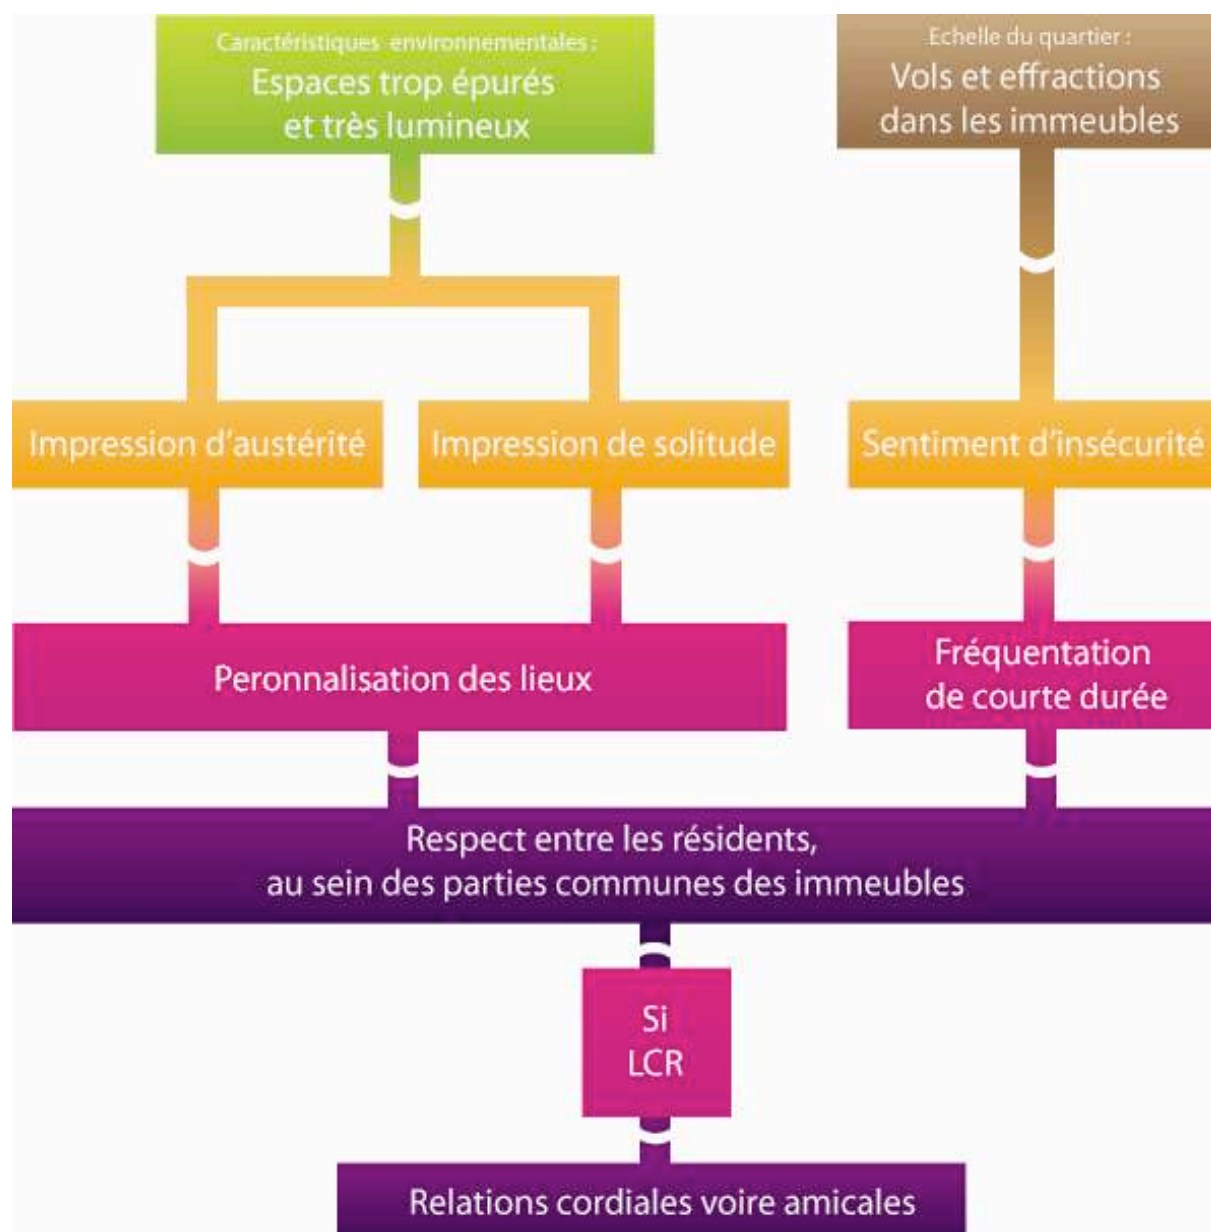 Caractéristiques environnementales :
Espaces trop épurés
et très lumineux
Echelle du quartier :
Vols et effractions
dans les immeubles
Impression d'austérité
Impression de solitude
Sentiment d'insécurité
Peronnalisation des lieux
Fréquentation
de courte durée
Respect entre les résidents,
au sein des parties communes des immeubles
Si
LCR
Relations cordiales voire amicales